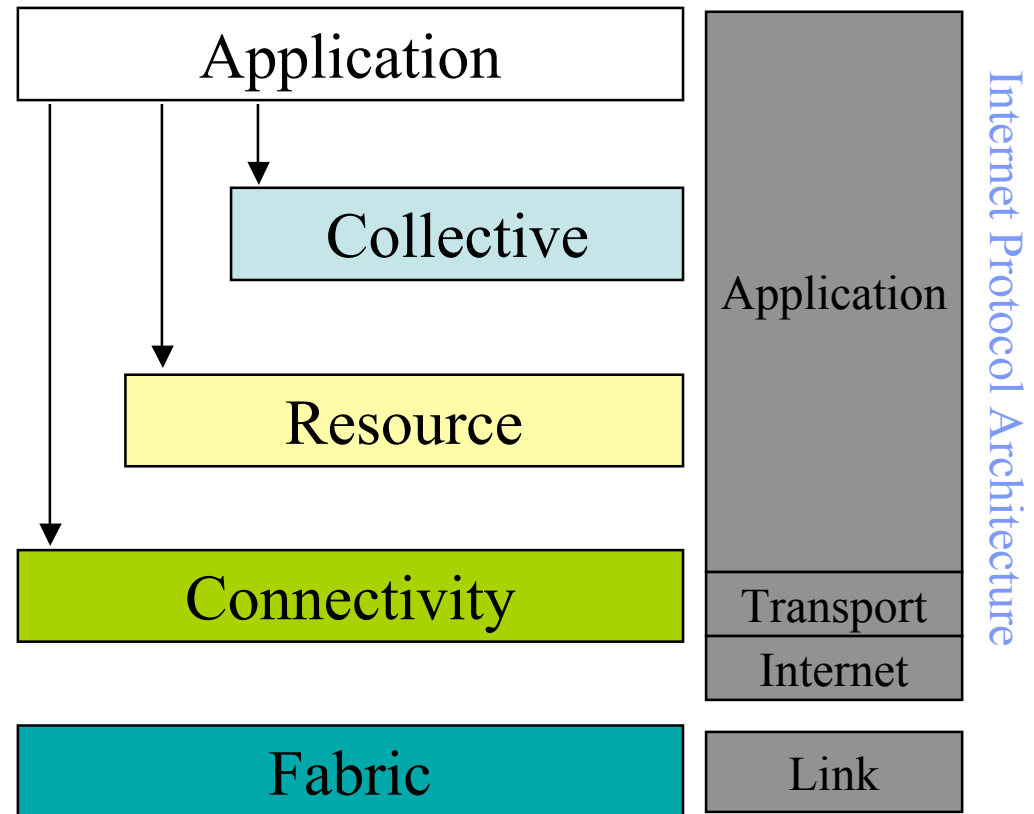 Application
Collective
Resource
Connectivity
Fabric
Application
Transport
Internet
Link
Internet Protocol Architecture